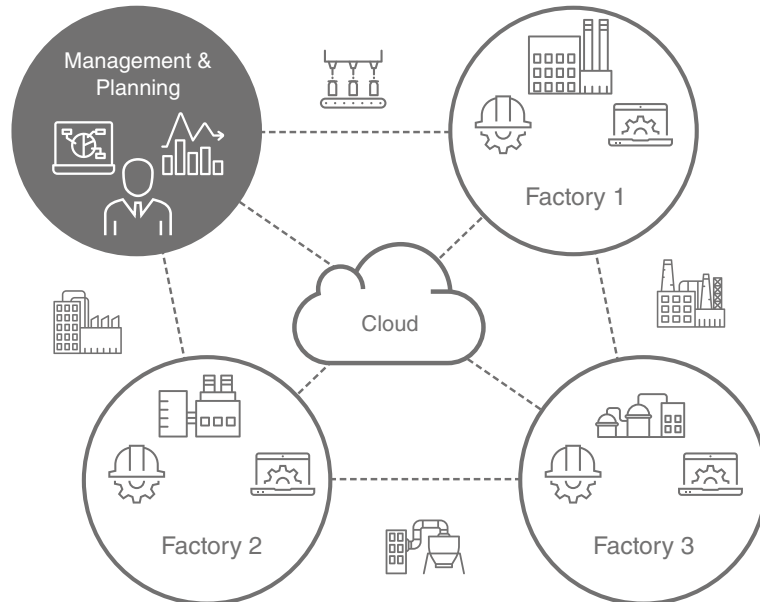 Management &
Planning
Factory 1
Cloud
Factory 2
Factory 3